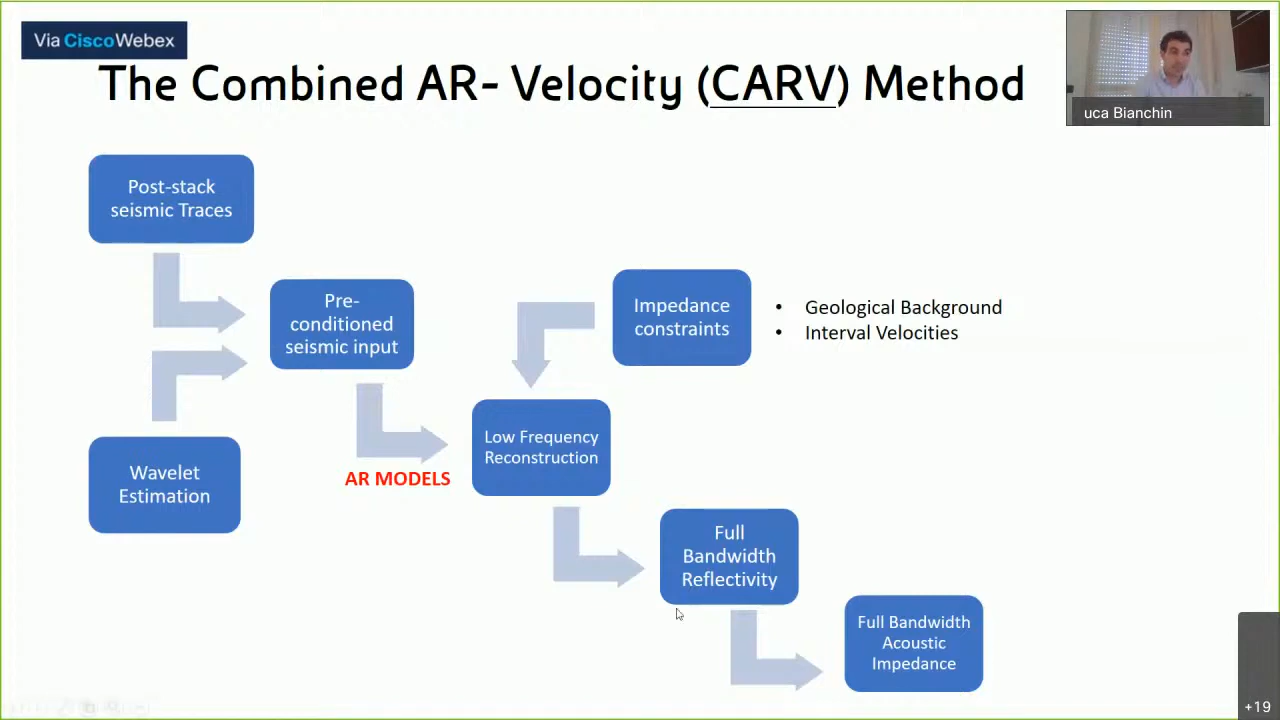 Via CiscoWebex
The Combined AR- Velocity (CARV) Method
uca Bianchin
Post-stack
seismic Traces
Pre-
conditioned
seismic input
Impedance
constraints
• Geological Background
• Interval Velocities
Wavelet
Estimation
AR MODELS
Low Frequency
Reconstruction
Full
Bandwidth
Reflectivity
Full Bandwidth
Acoustic
Impedance
+19